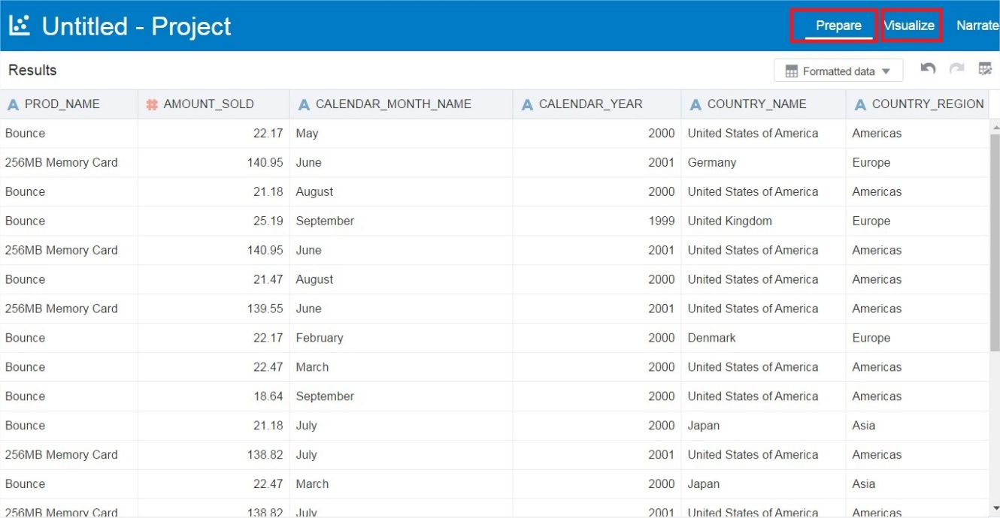 Untitled - Project Prepare Visualize Narrate
Results Formatted data
A PROD_NAME # AMOUNT_SOLD A CALENDAR_MONTH_NAME A CALENDAR_YEAR A COUNTRY_NAME A COUNTRY_REGION
Bounce 22.17 May 2000 United States of America Americas
256MB Memory Card 140.95 June 2001 Germany Europe
Bounce 21.18 August 2000 United States of America Americas
Bounce 25.19 September 1999 United Kingdom Europe
256MB Memory Card 140.95 June 2001 United States of America Americas
Bounce 21.47 August 2000 United States of America Americas
256MB Memory Card 139.55 June 2001 United States of America Americas
Bounce 22.17 February 2000 Denmark Europe
Bounce 22.47 March 2000 United States of America Americas
Bounce 18.64 September 2000 United States of America Americas
Bounce 21.18 July 2000 Japan Asia
256MB Memory Card 138.82 July 2001 United States of America Americas
Bounce 22.47 March 2000 Japan Asia
256MB Memory Card 138.82 July 2001 United States of America Americas